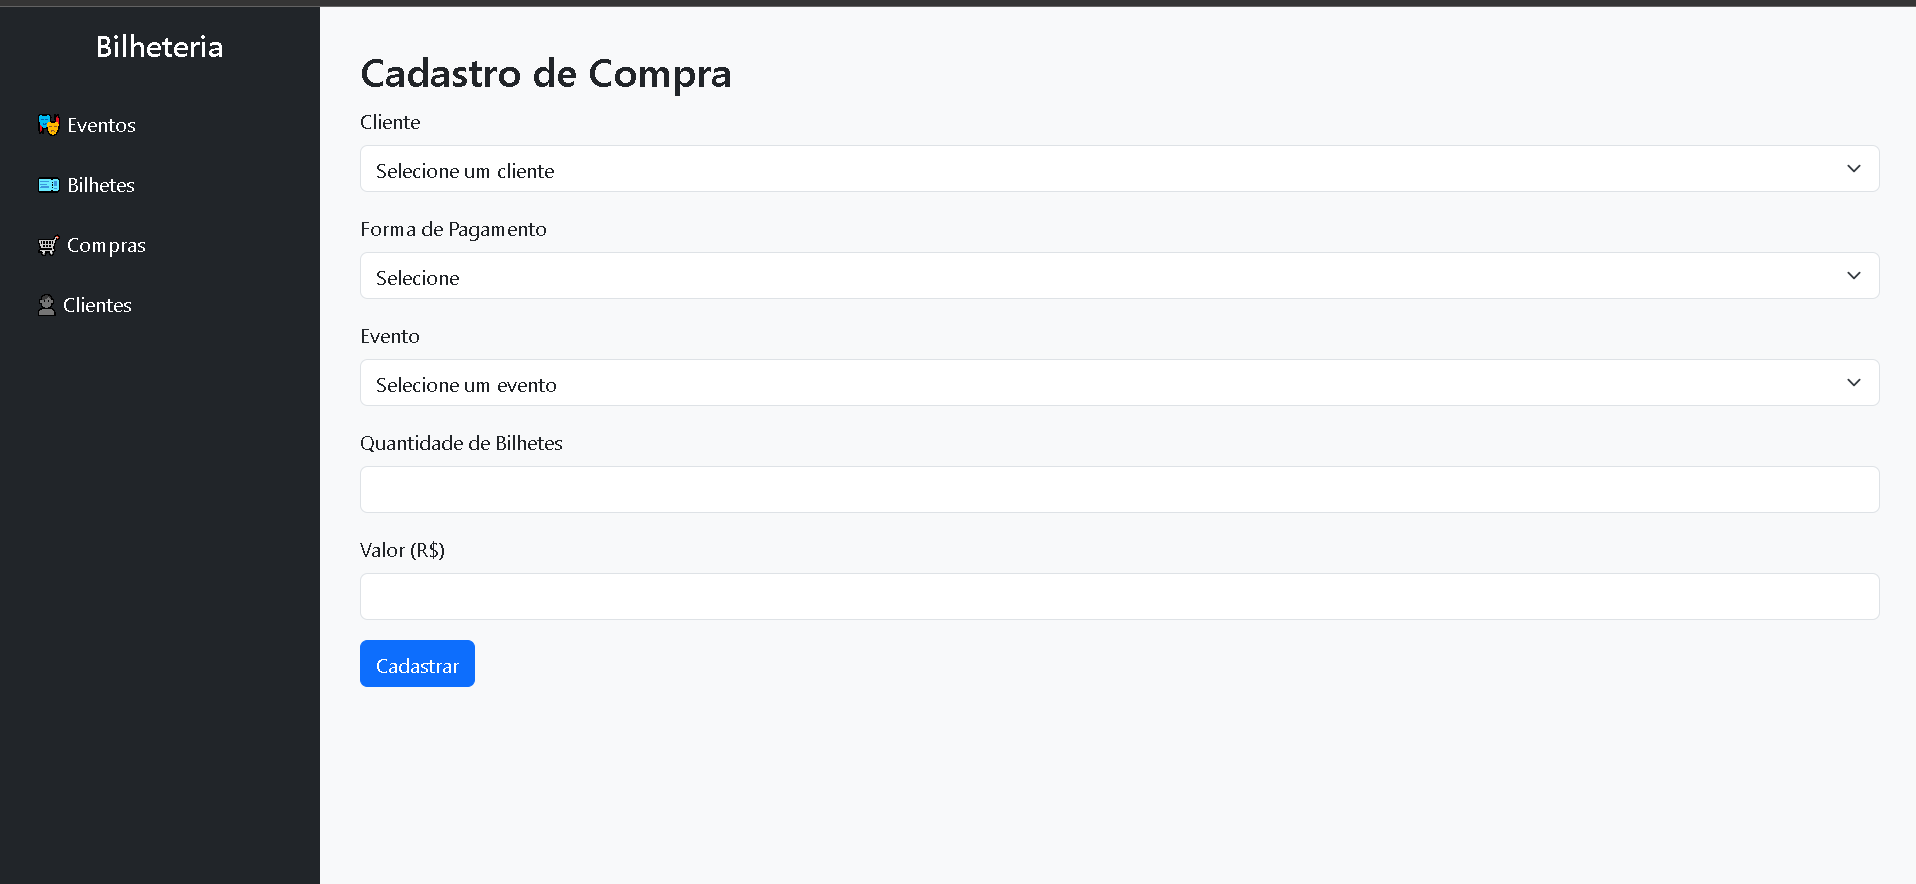 Bilheteria
Eventos
Bilhetes
Compras
Clientes
Cadastro de Compra
Cliente
Selecione um cliente
Forma de Pagamento
Selecione
Evento
Selecione um evento
Quantidade de Bilhetes
Valor (R$)
Cadastrar